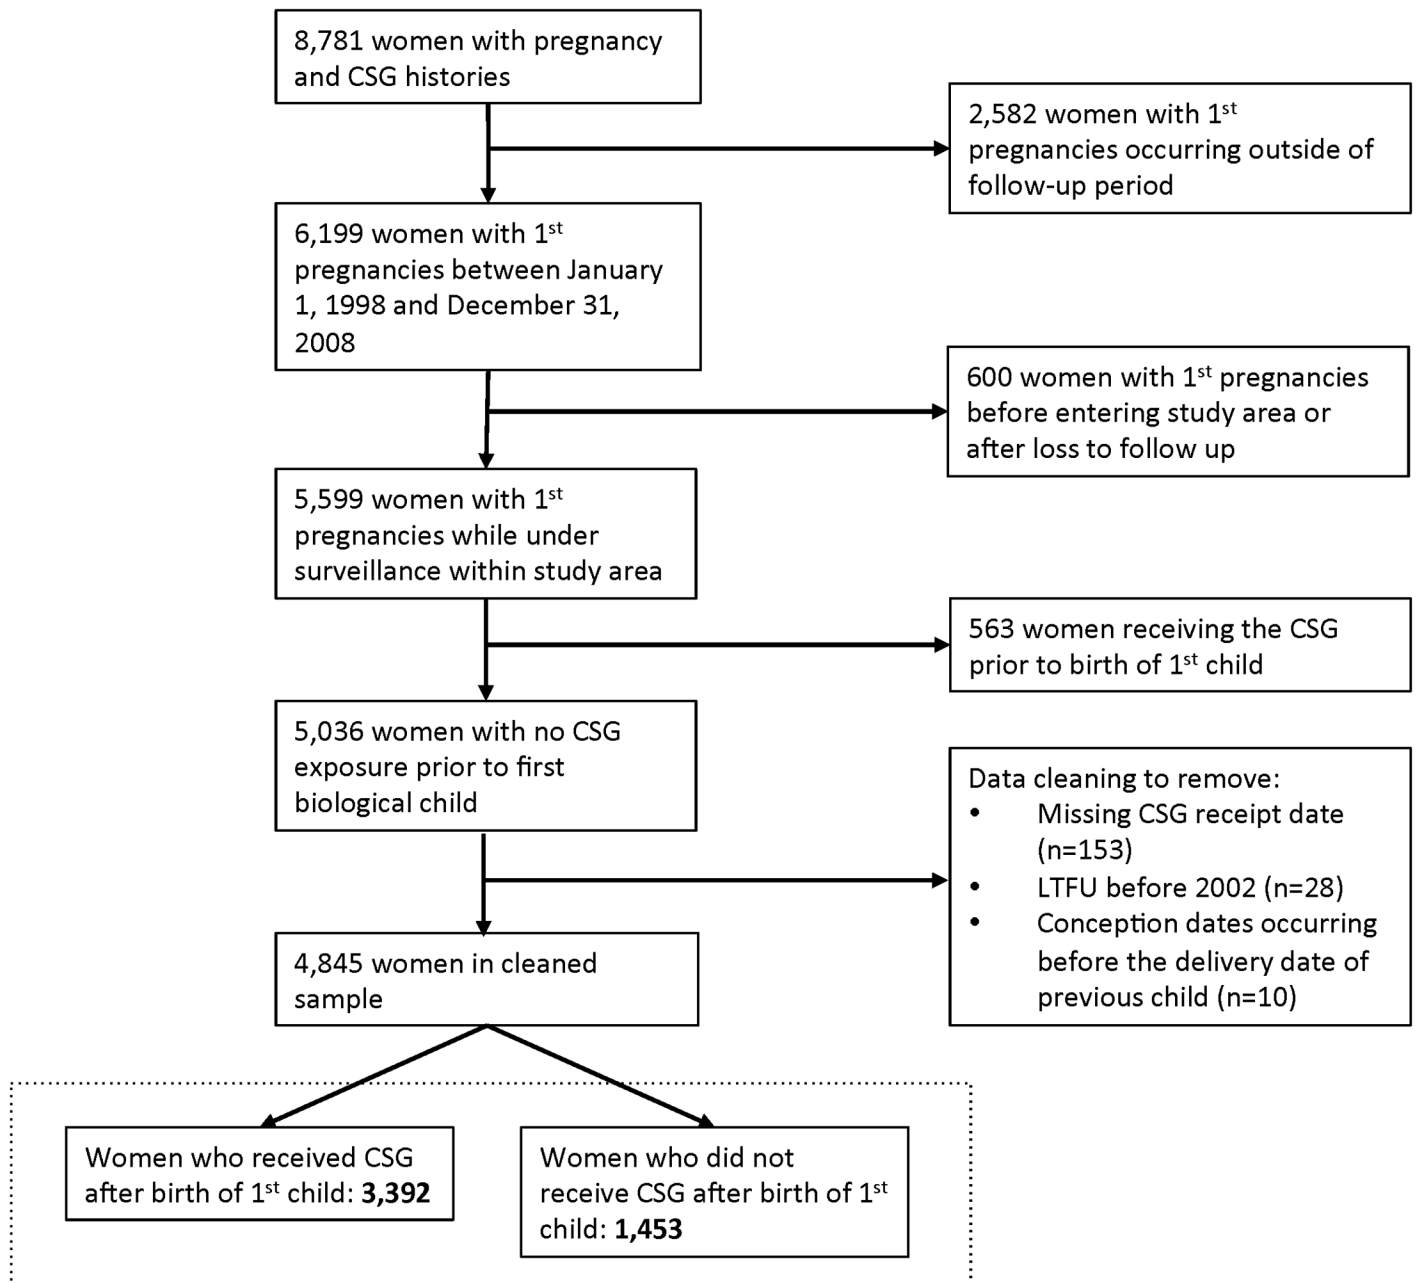 8,781 women with pregnancy
and CSG histories
2,582 women with 1st
pregnancies occurring outside of
follow-up period
6,199 women with 1st
pregnancies between January
1, 1998 and December 31,
2008
600 women with 1st pregnancies
before entering study area or
after loss to follow up
5,599 women with 1st
pregnancies while under
surveillance within study area
563 women receiving the CSG
prior to birth of 1st child
5,036 women with no CSG
exposure prior to first
biological child
Data cleaning to remove:
• Missing CSG receipt date
(n=153)
• LTFU before 2002 (n=28)
• Conception dates occurring
before the delivery date of
previous child (n=10)
4,845 women in cleaned
sample
Women who received CSG
after birth of 1st child: 3,392
Women who did not
receive CSG after birth of 1st
child: 1,453